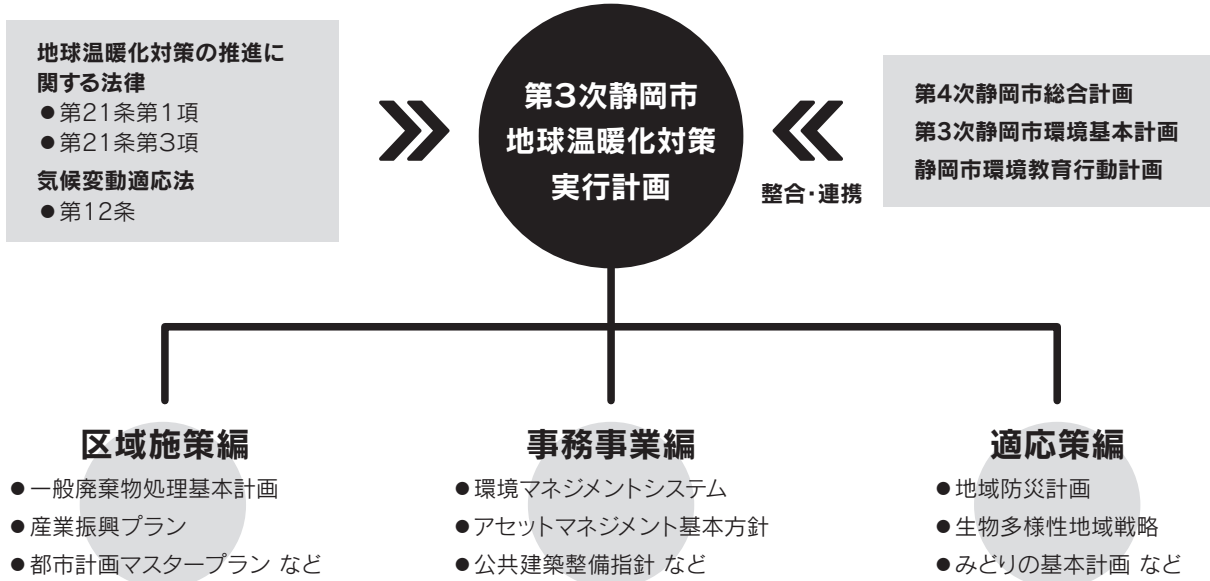 地球温暖化対策の推進に
関する法律
●第21条第1項
●第21条第3項
気候変動適応法
●第12条
第3次静岡市
地球温暖化対策
実行計画
整合・連携
第4次静岡市総合計画
第3次静岡市環境基本計画
静岡市環境教育行動計画
区域施策編
●一般廃棄物処理基本計画
●産業振興プラン
●都市計画マスタープラン など
事務事業編
●環境マネジメントシステム
●アセットマネジメント基本方針
●公共建築整備指針 など
適応策編
●地域防災計画
●生物多様性地域戦略
●みどりの基本計画 など